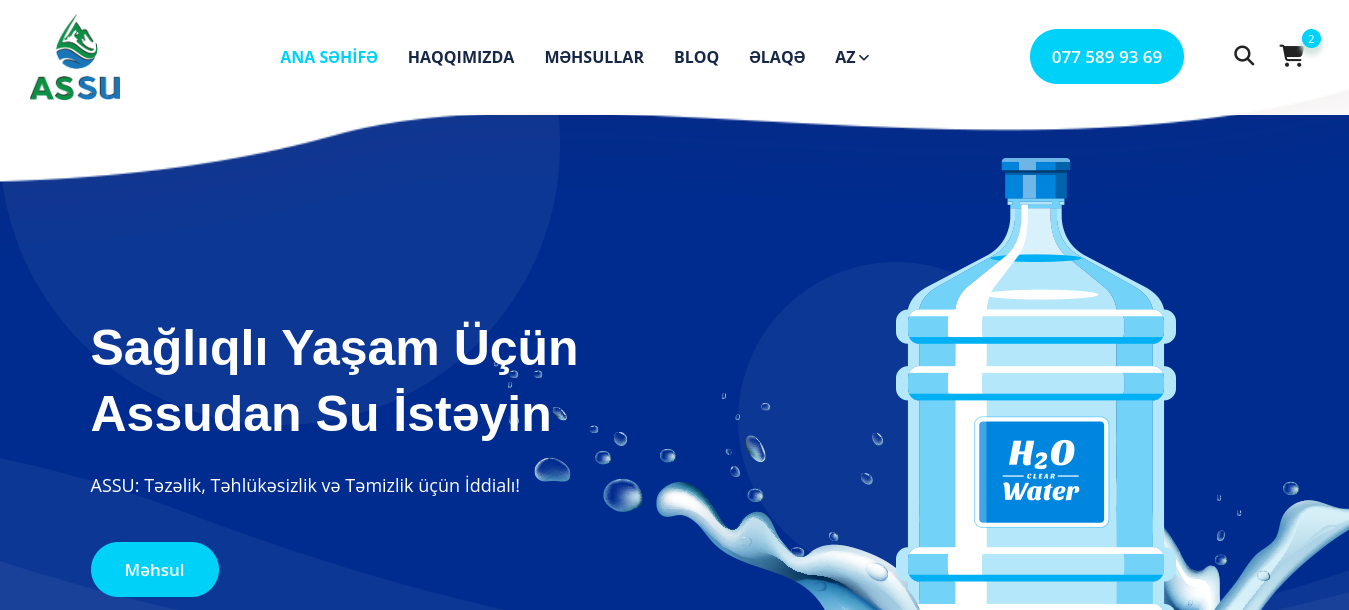 ASSU
ANA SƏHİFƏ HAQQIMIZDA MƏHSULLAR BLOQ ƏLAQƏ AZ
077 589 93 69
2
Sağlıqlı Yaşam Üçün
Assudan Su İstəyin
ASSU: Təzəlik, Təhlükəsizlik və Təmizlik üçün İddialı!
Məhsul
H2O
CLEAR
Water